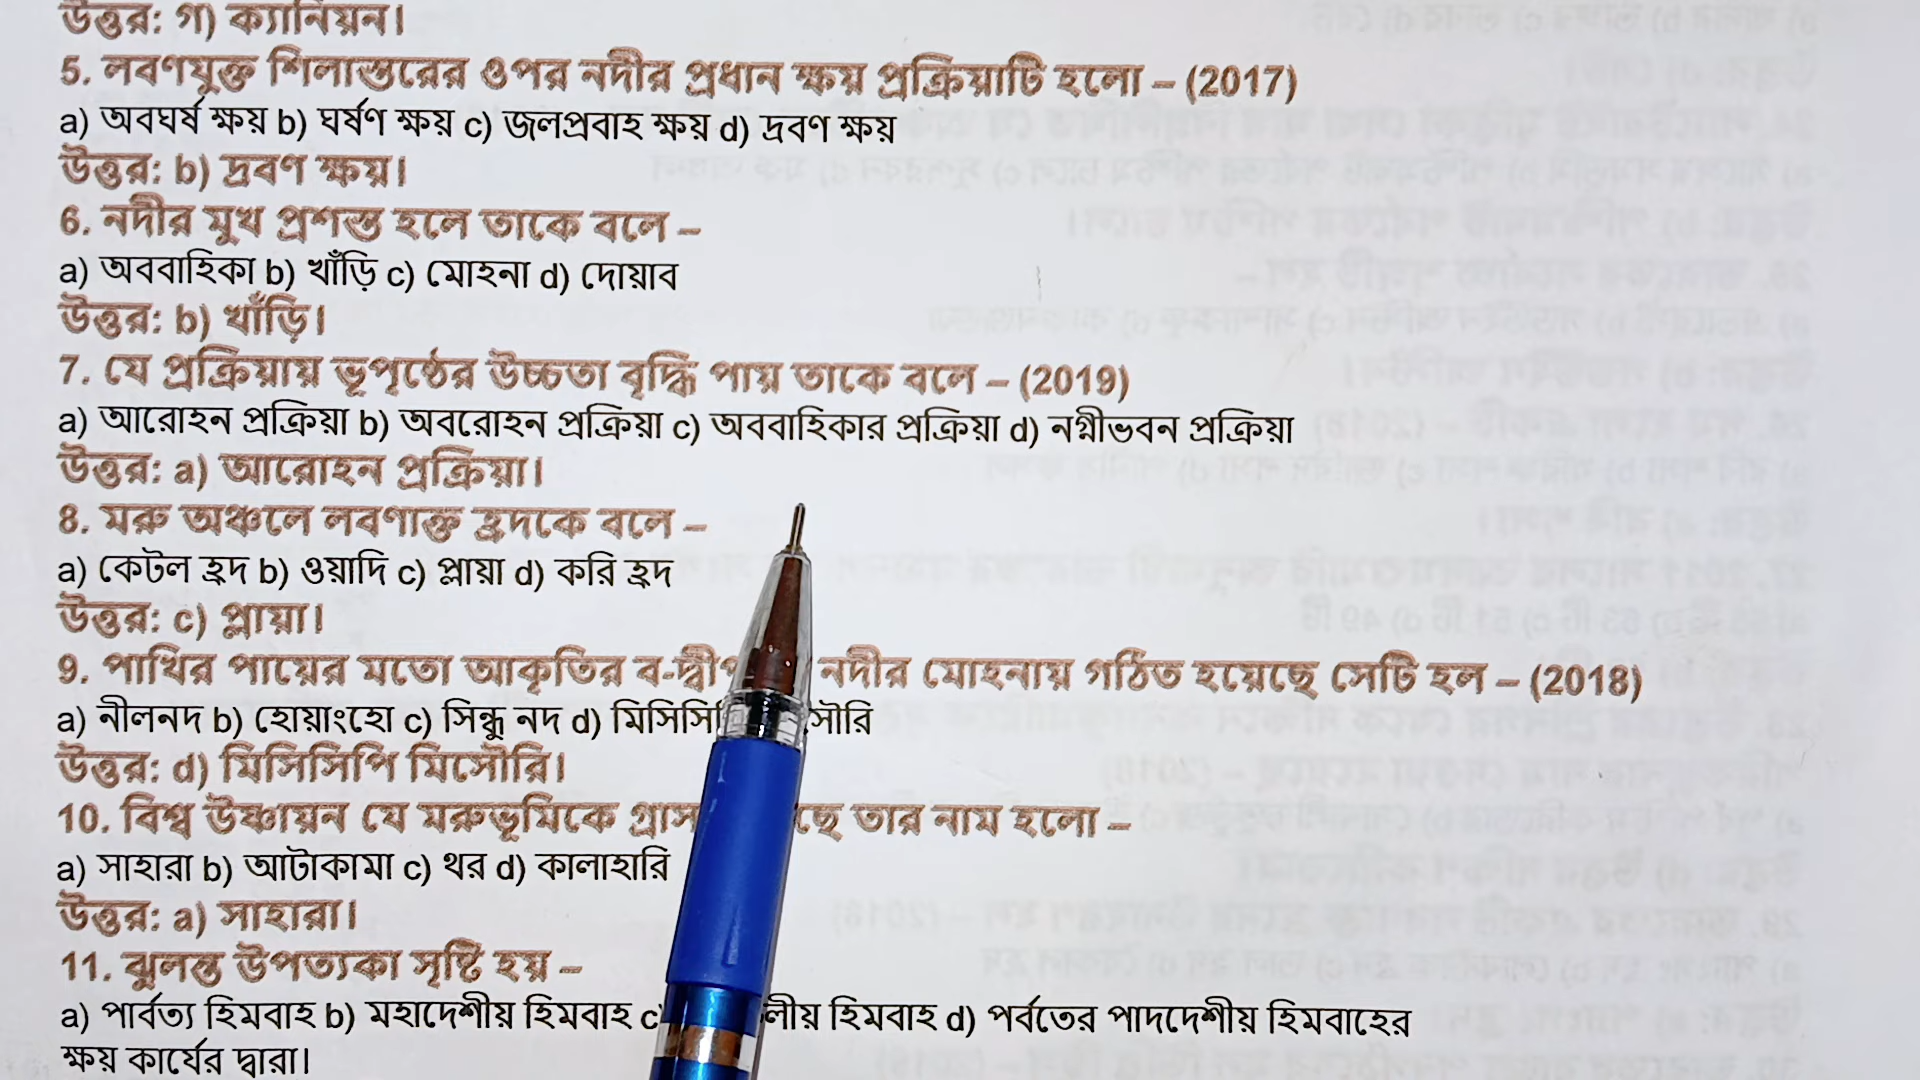 উত্তর: গ) ক্যানিয়ন।
5. লবণযুক্ত শিলাস্তরের ওপর নদীর প্রধান ক্ষয় প্রক্রিয়াটি হলো – (2017)
a) অবঘর্ষ ক্ষয় b) ঘর্ষণ ক্ষয় c) জলপ্রবাহ ক্ষয় d) দ্রবণ ক্ষয়
উত্তর: b) দ্রবণ ক্ষয়।
6. নদীর মুখ প্রশস্ত হলে তাকে বলে –
a) অববাহিকা b) খাঁড়ি c) মোহনা d) দোয়াব
উত্তর: b) খাঁড়ি।
7. যে প্রক্রিয়ায় ভূপৃষ্ঠের উচ্চতা বৃদ্ধি পায় তাকে বলে – (2019)
a) আরোহন প্রক্রিয়া b) অবরোহন প্রক্রিয়া c) অববাহিকার প্রক্রিয়া d) নগ্নীভবন প্রক্রিয়া
উত্তর: a) আরোহন প্রক্রিয়া।
8. মরু অঞ্চলে লবণাক্ত হ্রদকে বলে –
a) কেটল হ্রদ b) ওয়াদি c) প্লায়া d) করি হ্রদ
উত্তর: c) প্লায়া।
9. পাখির পায়ের মতো আকৃতির নদীর মোহনায় গঠিত হয়েছে সেটি হল – (2018)
a) নীলনদ b) হোয়াংহো c) সিন্ধু নদ d)
উত্তর: d) মিসিসিপি মিসৌরি।
10. বিশ্ব উষ্ণায়ন যে মরুভূমিকে গ্রাস তার নাম হলো –
a) সাহারা b) আটাকামা c) থর d) কালাহারি
উত্তর: a) সাহারা।
11. ঝুলন্ত উপত্যকা সৃষ্টি হয় –
a) পার্বত্য হিমবাহ b) মহাদেশীয় হিমবাহ হিমবাহ d) পর্বতের পাদদেশীয় হিমবাহের
ক্ষয় কার্যের দ্বারা।